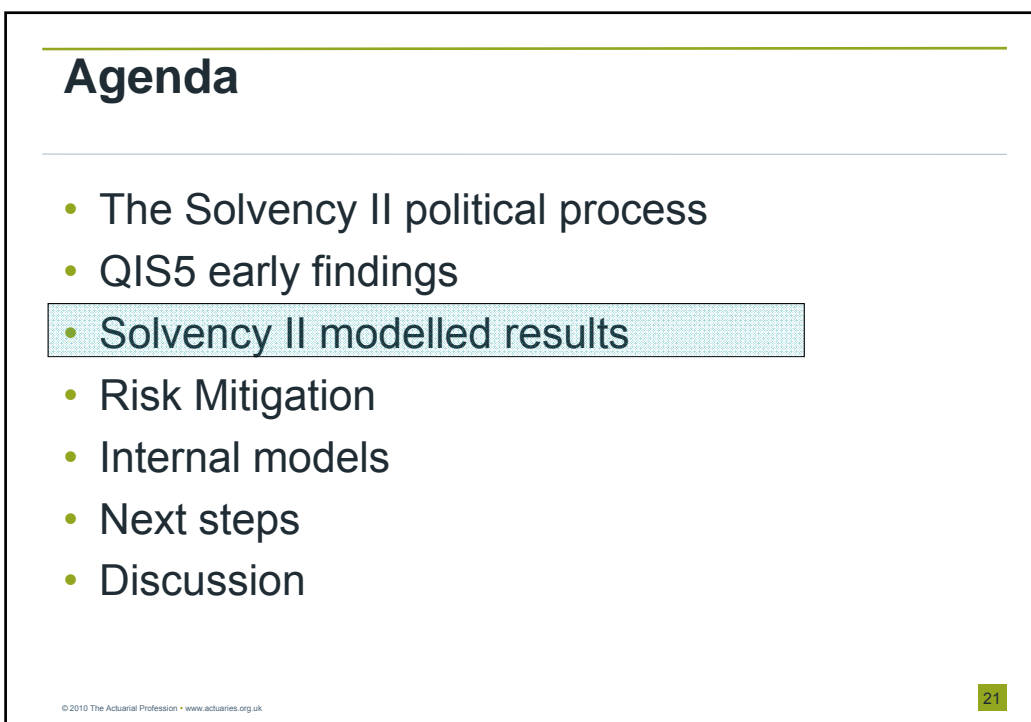 Agenda
• The Solvency II political process
• QIS5 early findings
• Solvency II modelled results
• Risk Mitigation
• Internal models
• Next steps
• Discussion
© 2010 The Actuarial Profession • www.actuaries.org.uk
21